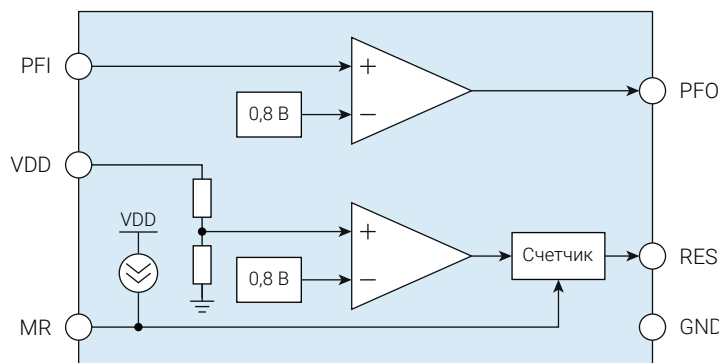 PFI
+
0,8 В
−
PFO
VDD
VDD
+
0,8 В
−
Счетчик
RES
MR
GND